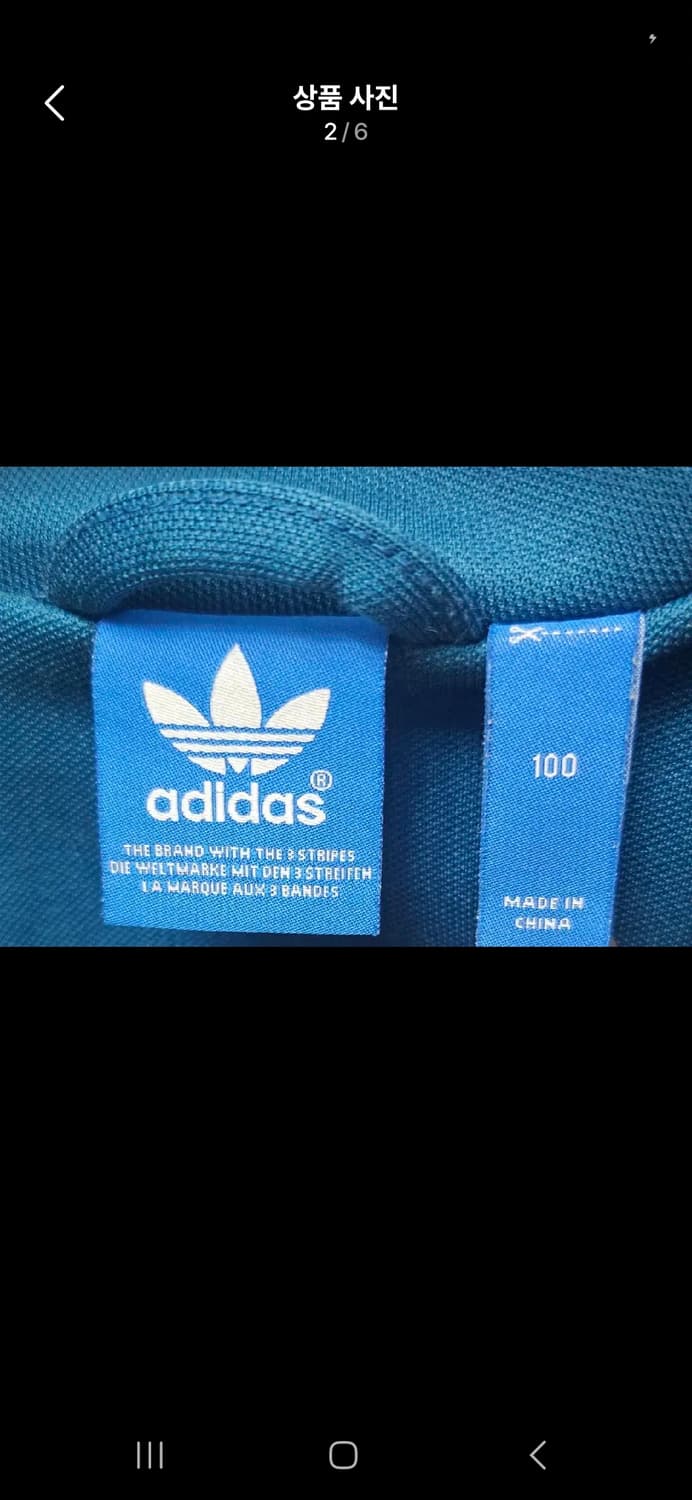 상품 사진
2/6
adidas®
THE BRAND WITH THE 3 STRIPES
DIE WELTMARKE MIT DEN 3 STREIFEN
LA MARQUE AUX 3 BANDES
100
MADE IN
CHINA